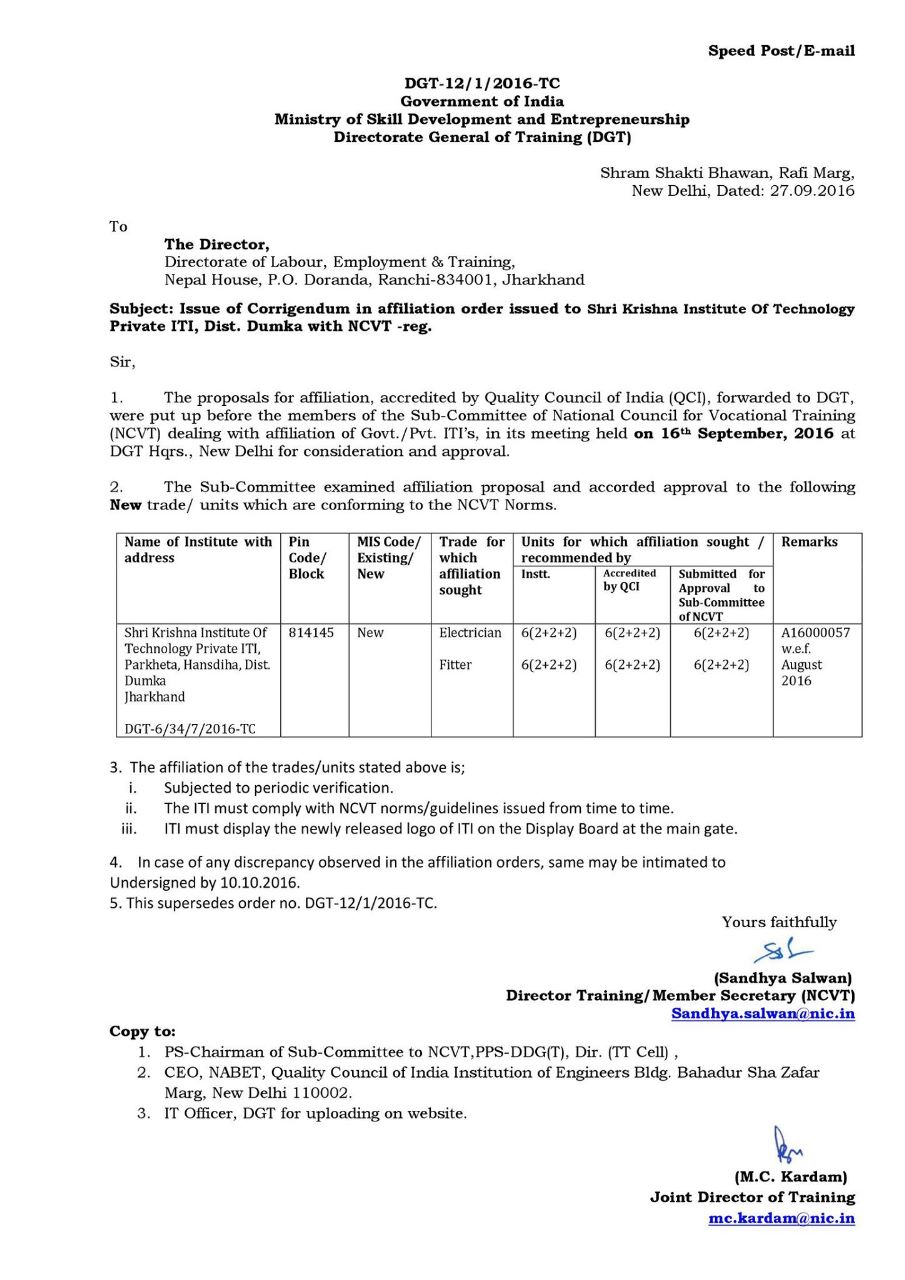 Speed Post/E-mail
DGT-12/1/2016-TC
Government of India
Ministry of Skill Development and Entrepreneurship
Directorate General of Training (DGT)
Shram Shakti Bhawan, Rafi Marg,
New Delhi, Dated: 27.09.2016
To
The Director,
Directorate of Labour, Employment & Training,
Nepal House, P.O. Doranda, Ranchi-834001, Jharkhand
Subject: Issue of Corrigendum in affiliation order issued to Shri Krishna Institute Of Technology
Private ITI, Dist. Dumka with NCVT -reg.
Sir,
1. The proposals for affiliation, accredited by Quality Council of India (QCI), forwarded to DGT,
were put up before the members of the Sub-Committee of National Council for Vocational Training
(NCVT) dealing with affiliation of Govt./Pvt. ITI's, in its meeting held on 16th September, 2016 at
DGT Hqrs., New Delhi for consideration and approval.
2. The Sub-Committee examined affiliation proposal and accorded approval to the following
New trade/ units which are conforming to the NCVT Norms.
Name of Institute with address | Pin Code/ Block | MIS Code/ Existing/ New | Trade for which affiliation sought | Units for which affiliation sought / recommended by | Remarks
Instt. | Accredited by QCI | Submitted for Approval to Sub-Committee of NCVT
Shri Krishna Institute Of | 814145 | New | Electrician | 6(2+2+2) | 6(2+2+2) | 6(2+2+2) | A16000057
Technology Private ITI, | w.e.f.
Parkheta, Hansdiha, Dist. | Fitter | 6(2+2+2) | 6(2+2+2) | 6(2+2+2) | August
Dumka | 2016
Jharkhand
DGT-6/34/7/2016-TC
3. The affiliation of the trades/units stated above is;
i. Subjected to periodic verification.
ii. The ITI must comply with NCVT norms/guidelines issued from time to time.
iii. ITI must display the newly released logo of ITI on the Display Board at the main gate.
4. In case of any discrepancy observed in the affiliation orders, same may be intimated to
Undersigned by 10.10.2016.
5. This supersedes order no. DGT-12/1/2016-TC.
Yours faithfully
(Sandhya Salwan)
Director Training/Member Secretary (NCVT)
Sandhya.salwan@nic.in
Copy to:
1. PS-Chairman of Sub-Committee to NCVT,PPS-DDG(T), Dir. (TT Cell) ,
2. CEO, NABET, Quality Council of India Institution of Engineers Bldg. Bahadur Sha Zafar
Marg, New Delhi 110002.
3. IT Officer, DGT for uploading on website.
(M.C. Kardam)
Joint Director of Training
mc.kardam@nic.in